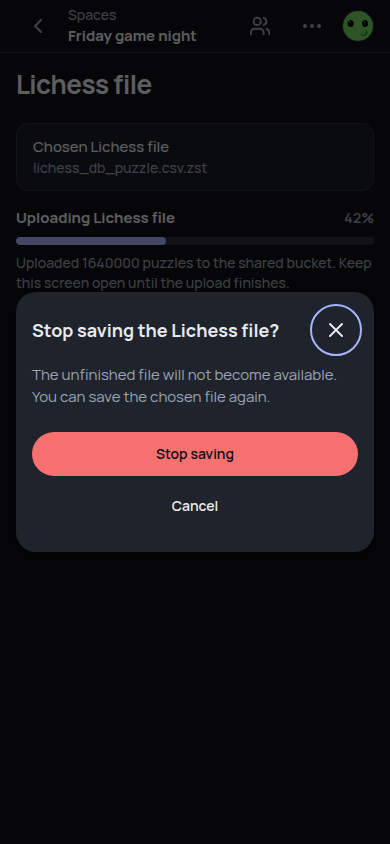 Spaces
Friday game night
Lichess file
Chosen Lichess file
lichess_db_puzzle.csv.zst
Uploading Lichess file 42%
Uploaded 1640000 puzzles to the shared bucket. Keep
this screen open until the upload finishes.
Stop saving the Lichess file?
The unfinished file will not become available.
You can save the chosen file again.
Stop saving
Cancel